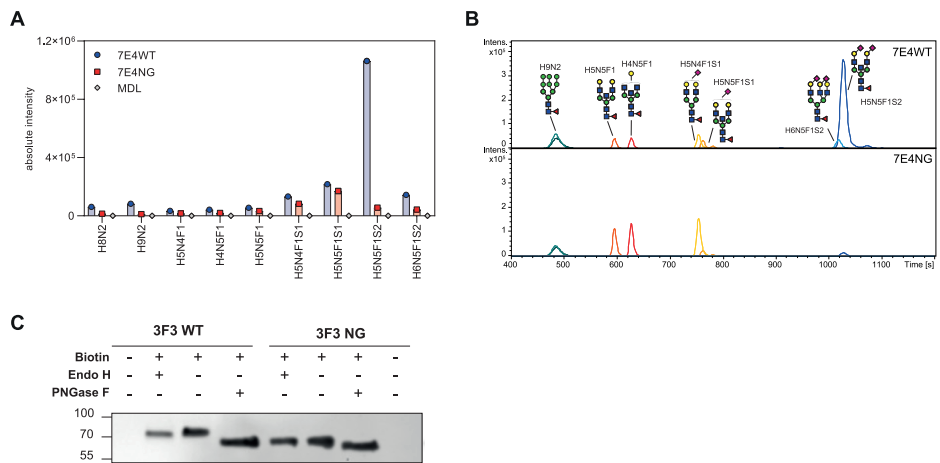 A
1.2×10⁶
8×10⁵
4×10⁵
0
absolute intensity
7E4WT
7E4NG
MDL
H8N2
H9N2
H5N4F1
H4N5F1
H5N5F1
H5N4F1S1
H5N5F1S1
H5N5F1S2
H6N5F1S2
B
Intens.
x10⁵
7E4WT
3
2
1
0
H9N2
H5N5F1
H4N5F1
H5N4F1S1
H5N5F1S1
H6N5F1S2
H5N5F1S2
Intens.
x10⁵
7E4NG
3
2
1
0
400 500 600 700 800 900 1000 1100 Time [s]
C
3F3 WT 3F3 NG
Biotin - + + + + + + -
Endo H - + - - + - - -
PNGase F - - - + - - + -
100
70
55